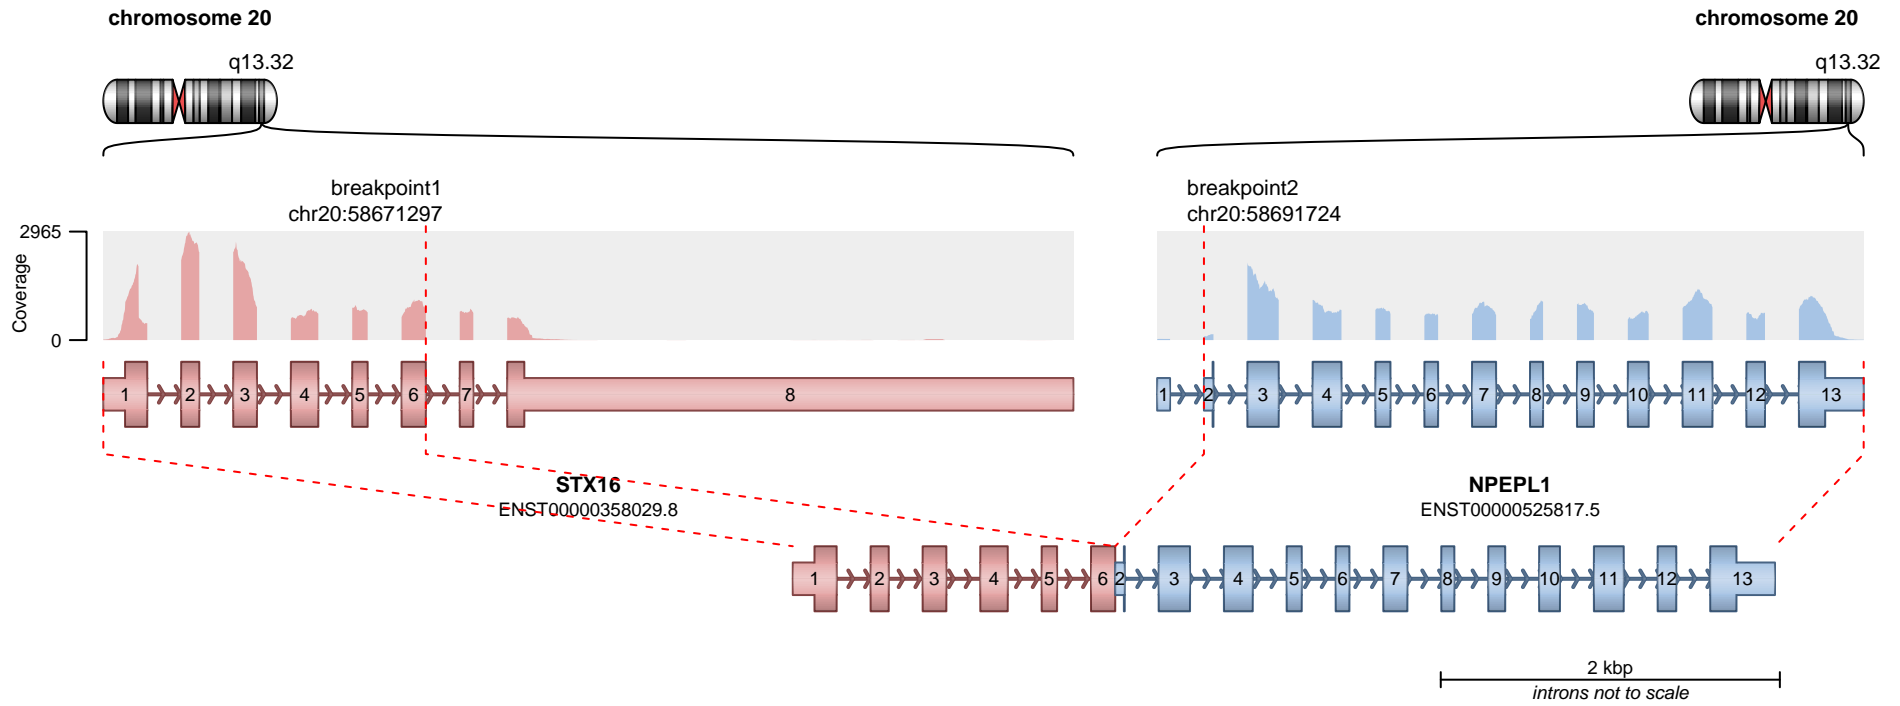 chromosome 20
chromosome 20
q13.32
q13.32
breakpoint1
chr20:58671297
breakpoint2
chr20:58691724
2965
0
Coverage
1 2 3 4 5 6 7 8
1 2 3 4 5 6 7 8 9 10 11 12 13
STX16
ENST00000358029.8
NPEPL1
ENST00000525817.5
1 2 3 4 5 6 2 3 4 5 6 7 8 9 10 11 12 13
2 kbp
introns not to scale